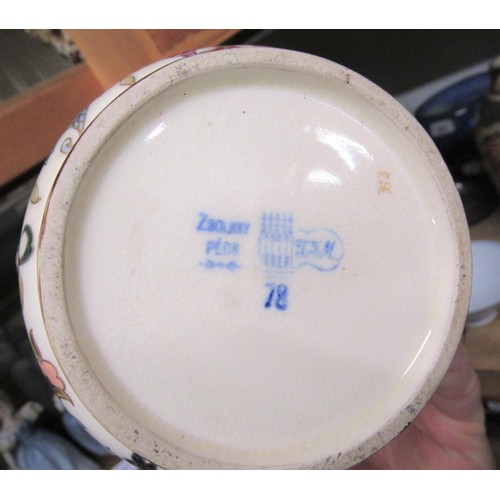 ZSOLNAY
PÉCS
T.J.M.
78